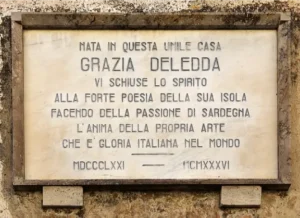 NATA IN QUESTA UMILE CASA
GRAZIA DELEDDA
VI SCHIUSE LO SPIRITO
ALLA FORTE POESIA DELLA SUA ISOLA
FACENDO DELLA PASSIONE DI SARDEGNA
L'ANIMA DELLA PROPRIA ARTE
CHE È GLORIA ITALIANA NEL MONDO
MDCCCLXXI — MCMXXXVI